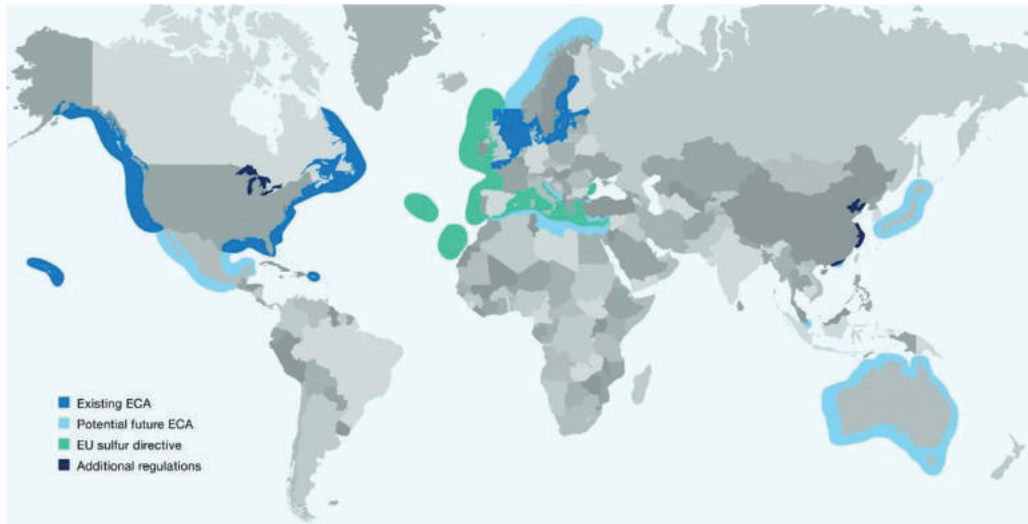 Existing ECA
Potential future ECA
EU sulfur directive
Additional regulations